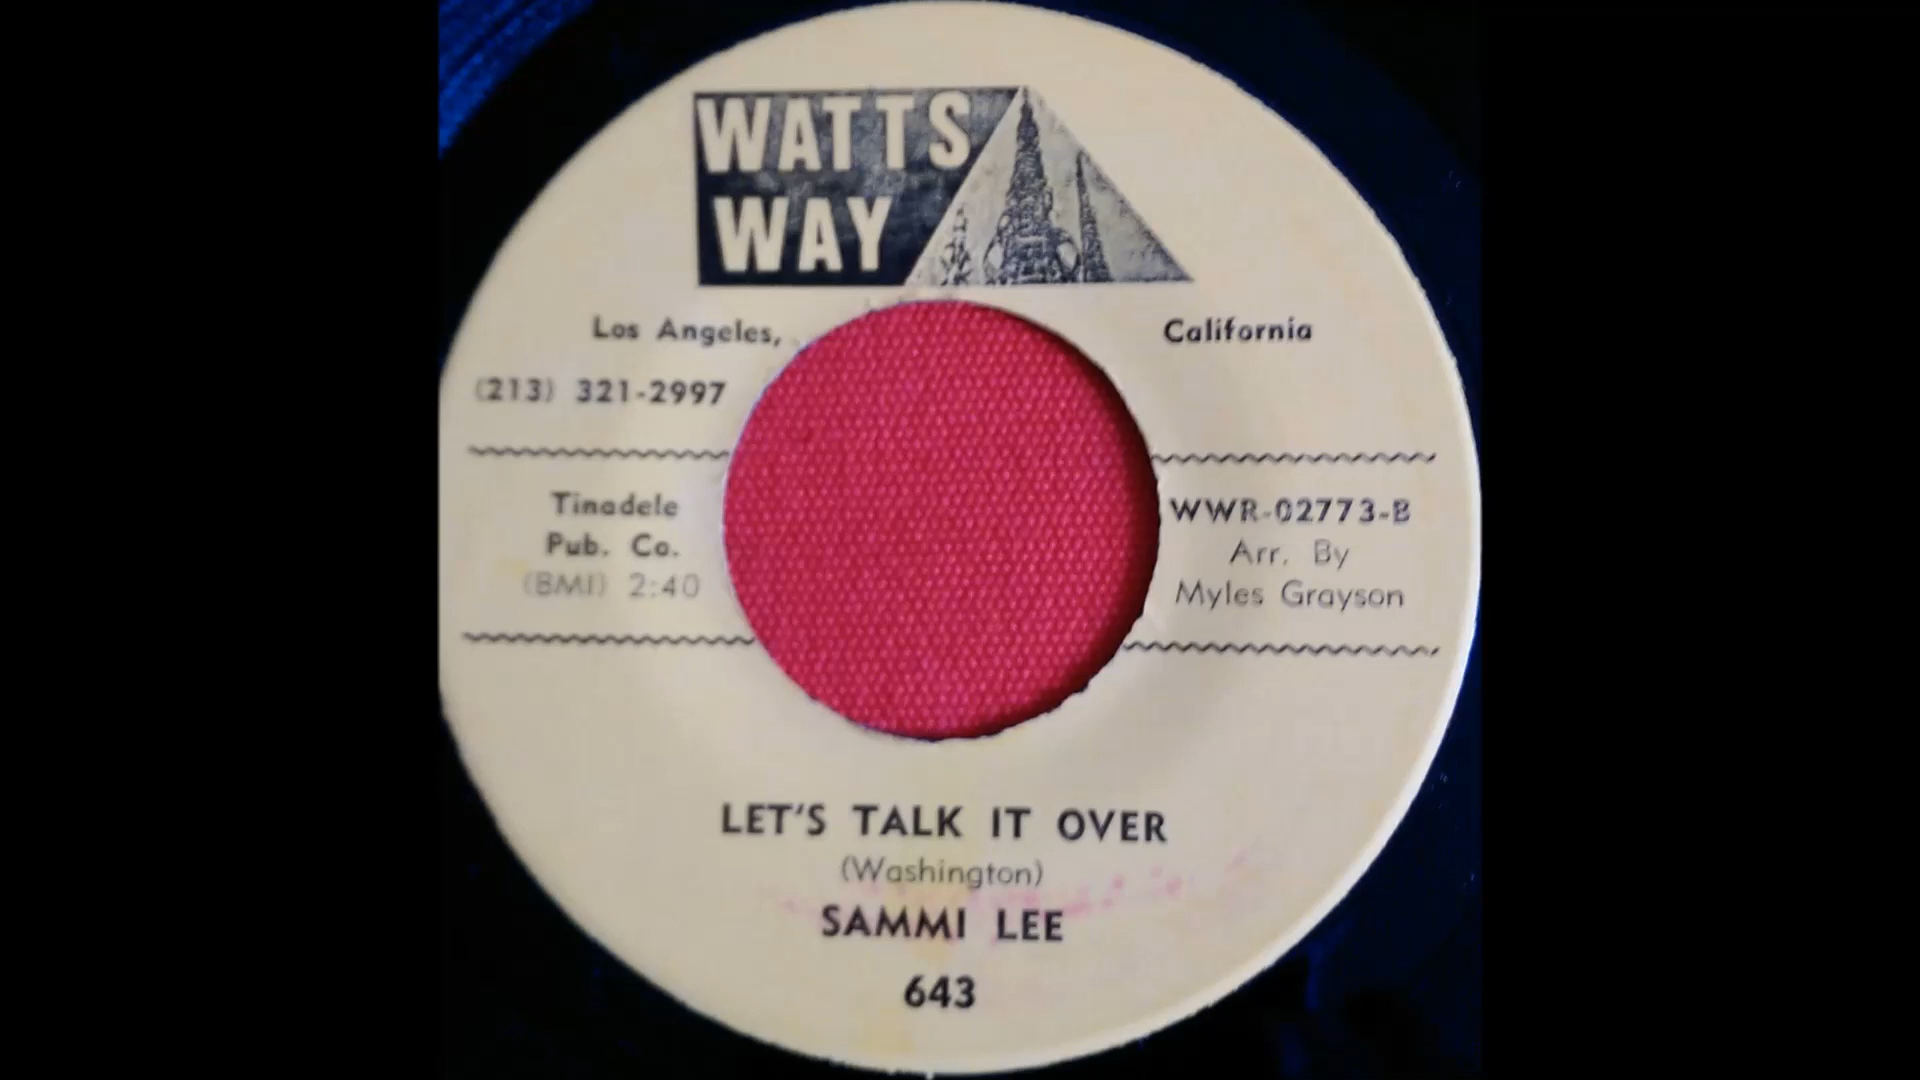 WATTS
WAY
Los Angeles, California
(213) 321-2997
Tinadele
Pub. Co.
(BMI) 2:40
WWR-02773-B
Arr. By
Myles Grayson
LET'S TALK IT OVER
(Washington)
SAMMI LEE
643